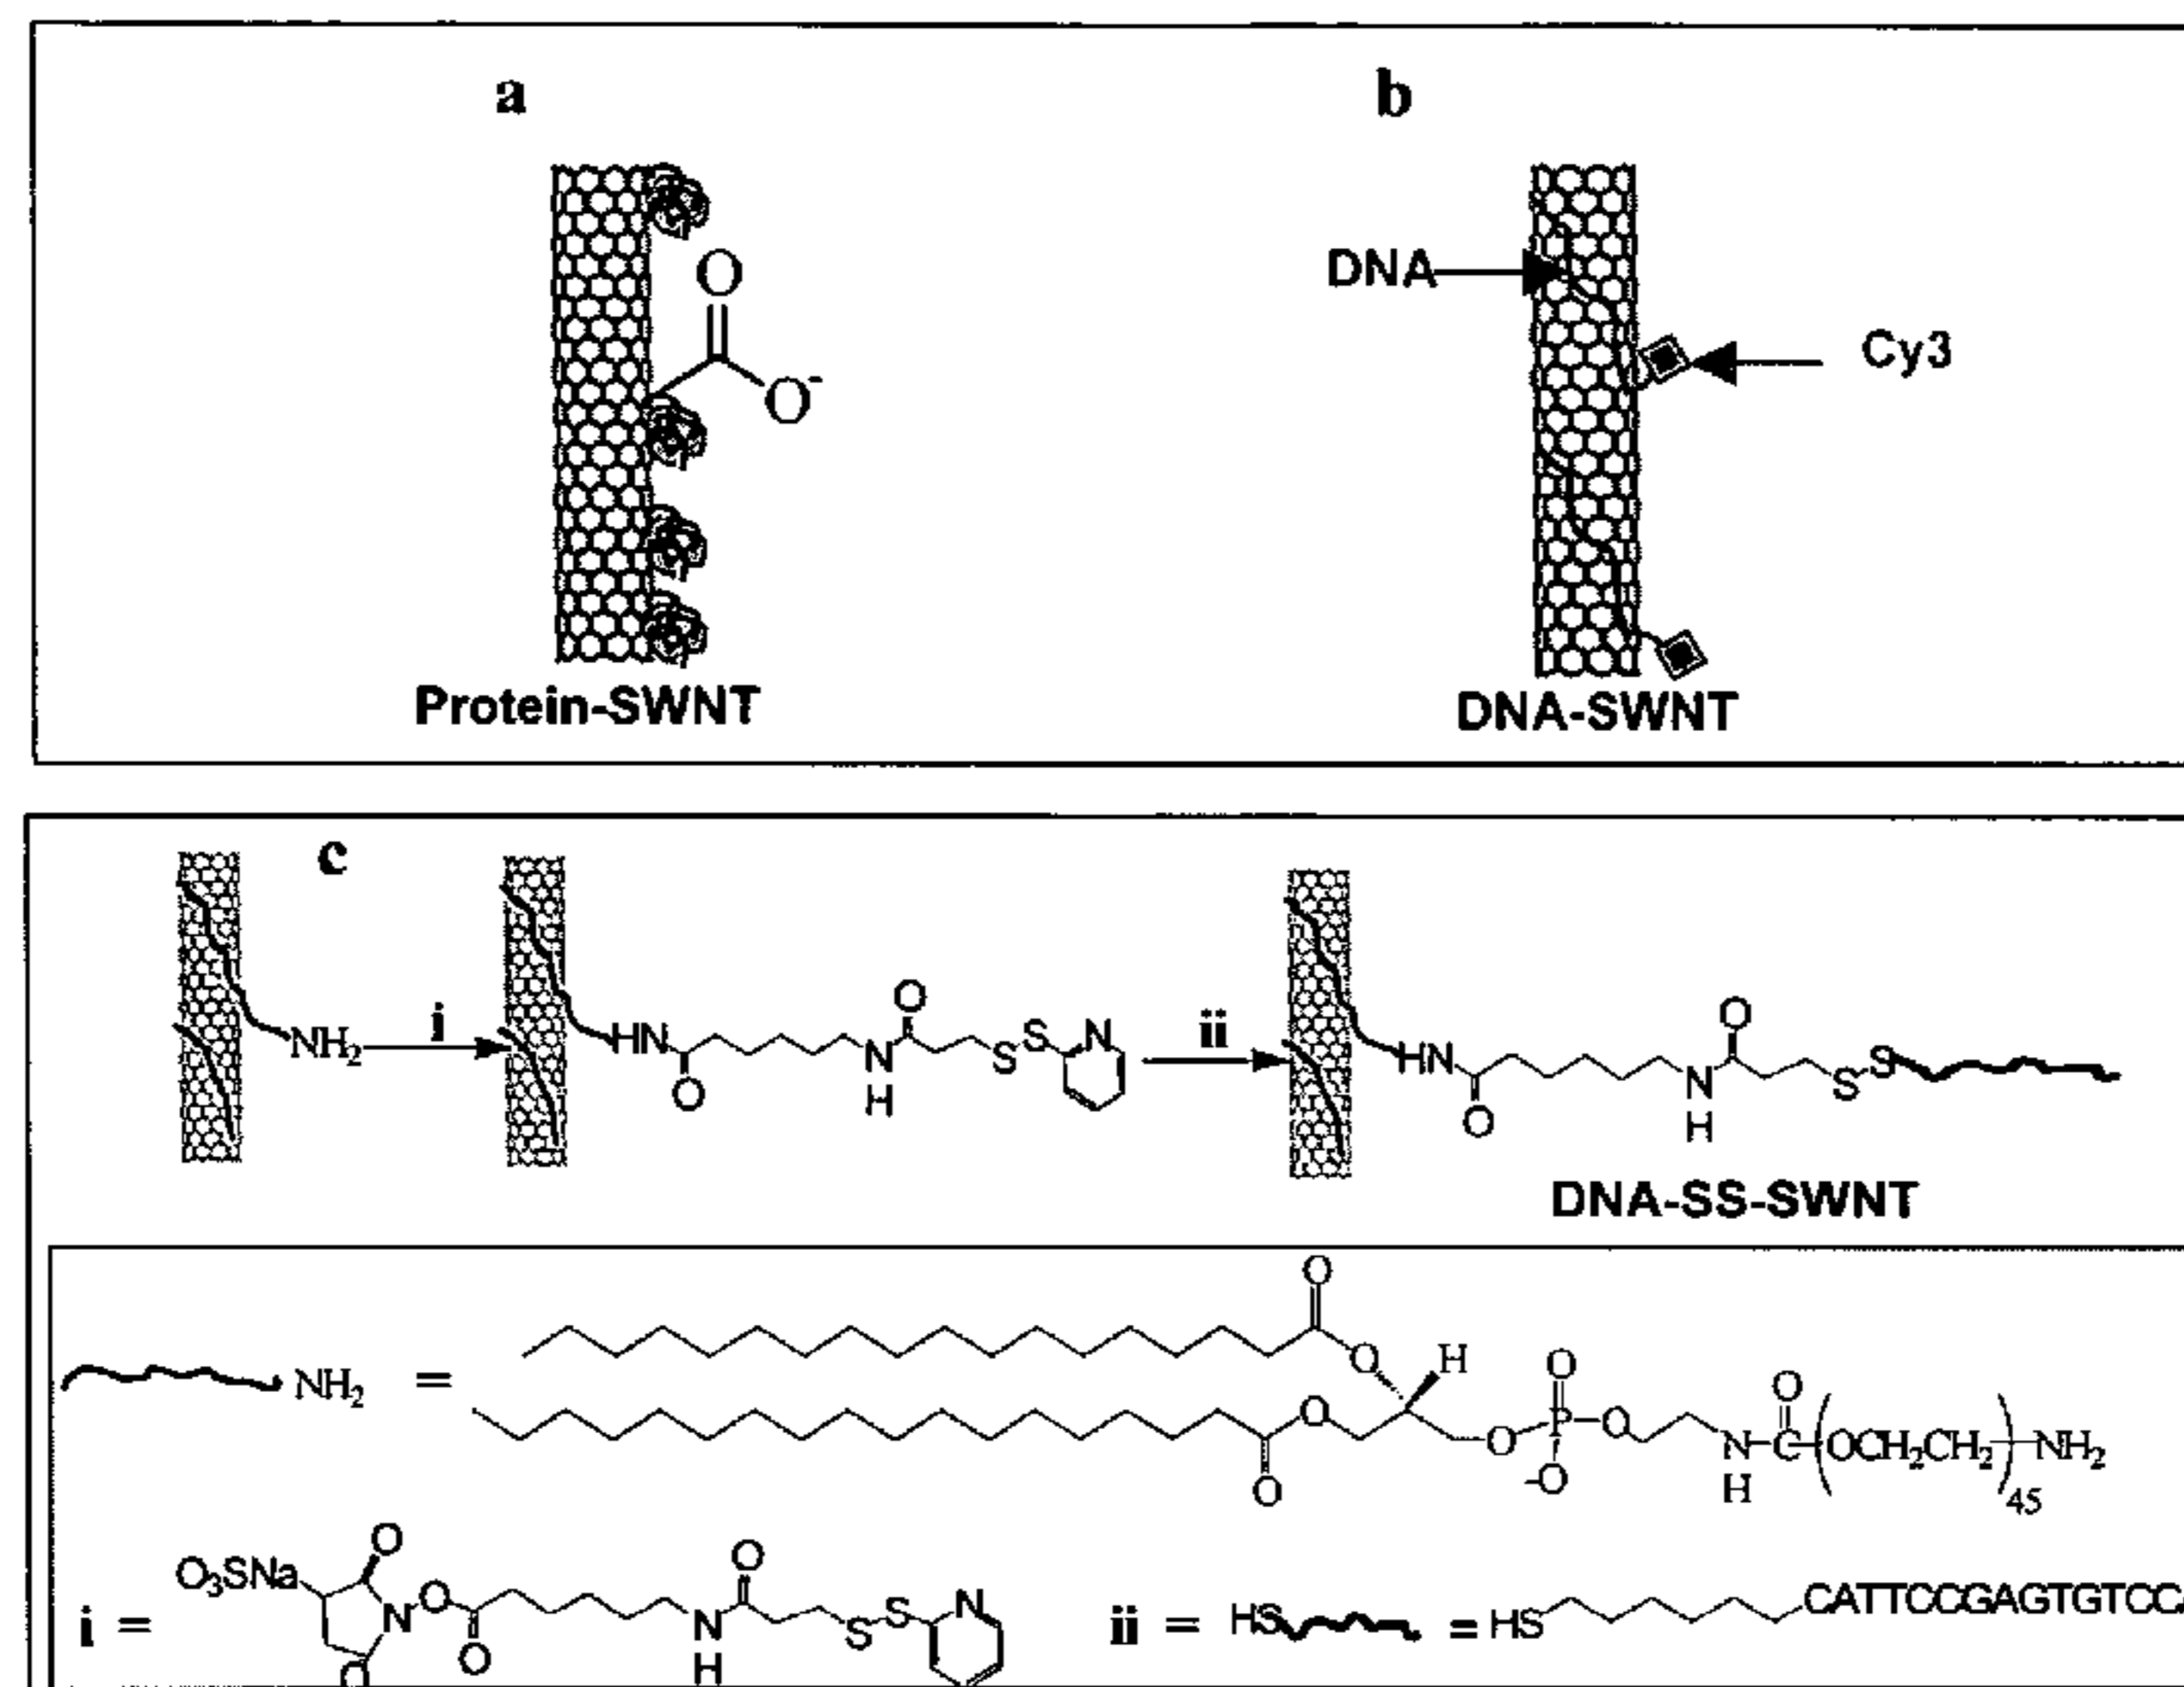 a
b
O
O-
DNA
Cy3
Protein-SWNT
DNA-SWNT
c
NH2
i
HN
O
N
H
O
S
S
N
ii
HN
O
N
H
O
S
S
DNA-SS-SWNT
NH2 =
O
O
H
O
O
O
P
O
-O
O
N
H
C
O
(OCH2CH2)45
NH2
i =
O3SNa
O
O
N
O
O
N
H
O
S
S
N
ii = HS = HS CATTCCGAGTGTCCA